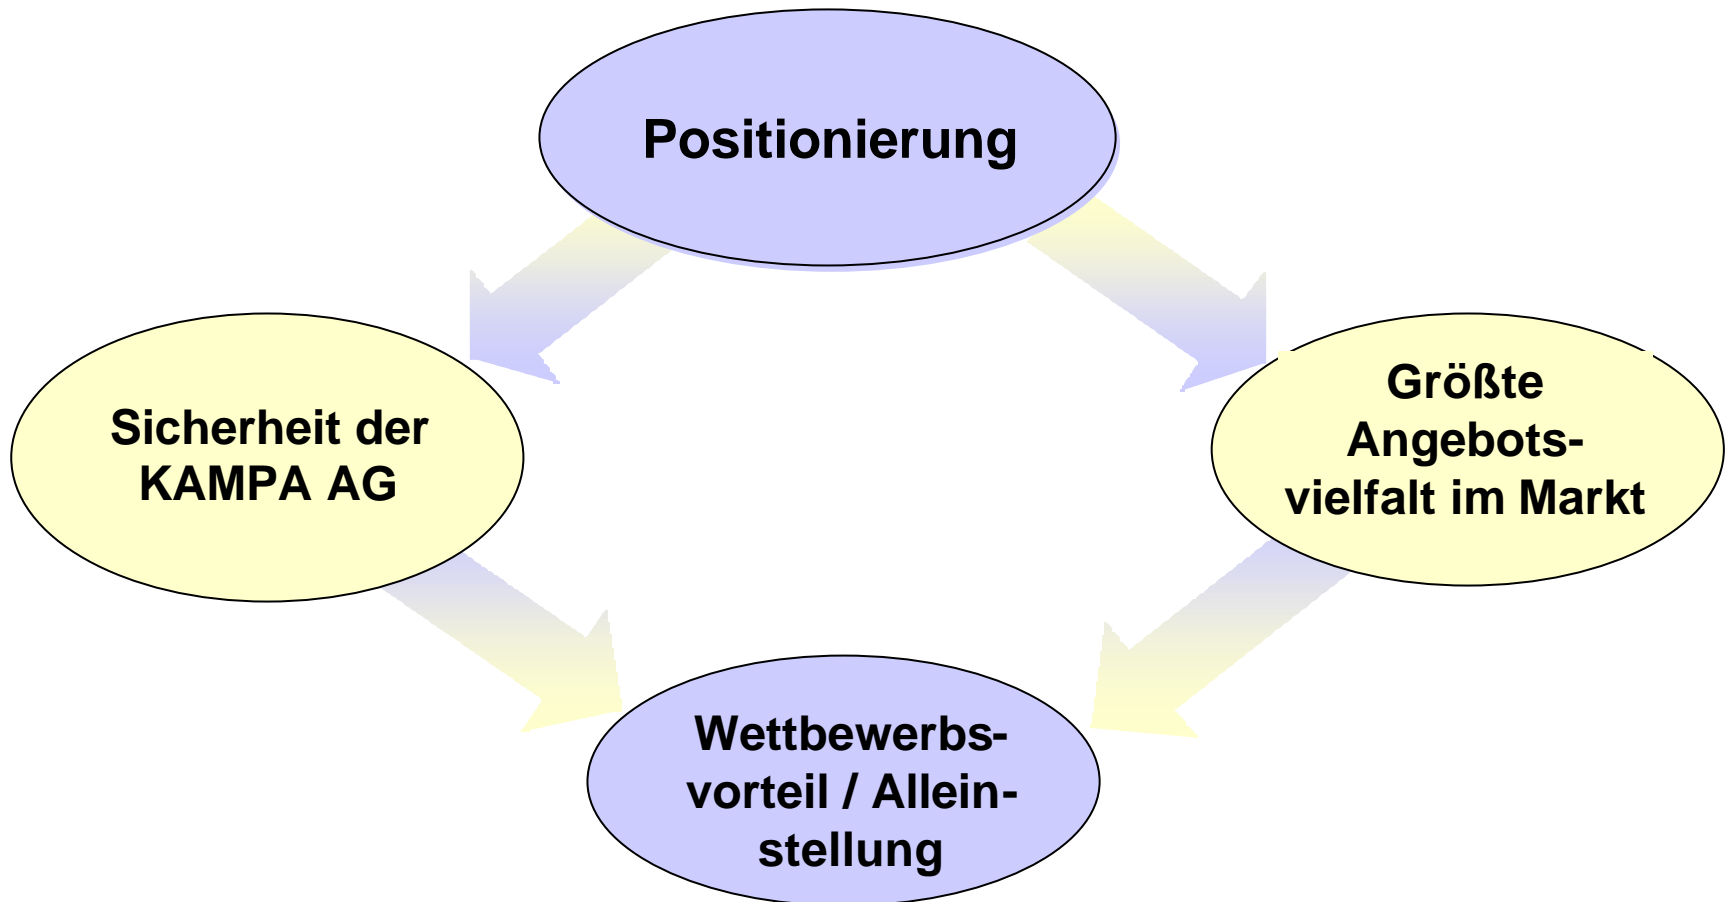 Positionierung
Sicherheit der
KAMPA AG
Größte
Angebots-
vielfalt im Markt
Wettbewerbs-
vorteil / Allein-
stellung